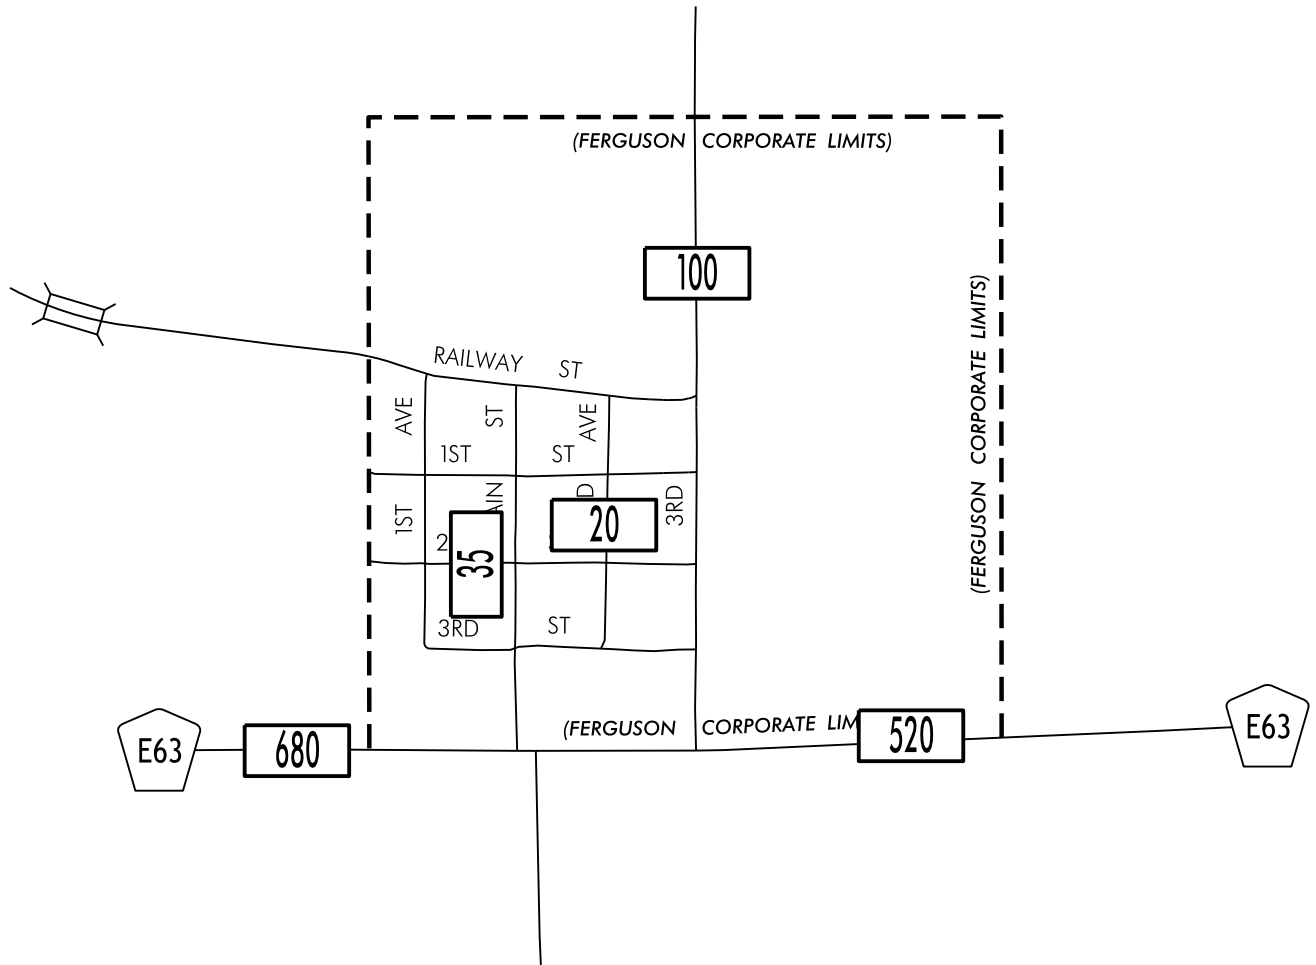 (FERGUSON CORPORATE LIMITS)
100
(FERGUSON CORPORATE LIMITS)
RAILWAY ST
AVE
ST
AVE
1ST ST
1ST
AIN
D
3RD
20
2
35
3RD ST
(FERGUSON CORPORATE LIM
520
E63
680
E63